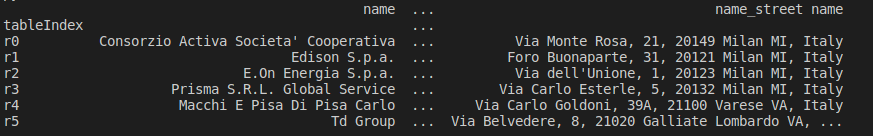 name ... name_street name
tableIndex ...
r0 Consorzio Activa Societa' Cooperativa ... Via Monte Rosa, 21, 20149 Milan MI, Italy
r1 Edison S.p.a. ... Foro Buonaparte, 31, 20121 Milan MI, Italy
r2 E.On Energia S.p.a. ... Via dell'Unione, 1, 20123 Milan MI, Italy
r3 Prisma S.R.L. Global Service ... Via Carlo Esterle, 5, 20132 Milan MI, Italy
r4 Macchi E Pisa Di Pisa Carlo ... Via Carlo Goldoni, 39A, 21100 Varese VA, Italy
r5 Td Group ... Via Belvedere, 8, 21020 Galliate Lombardo VA, ...